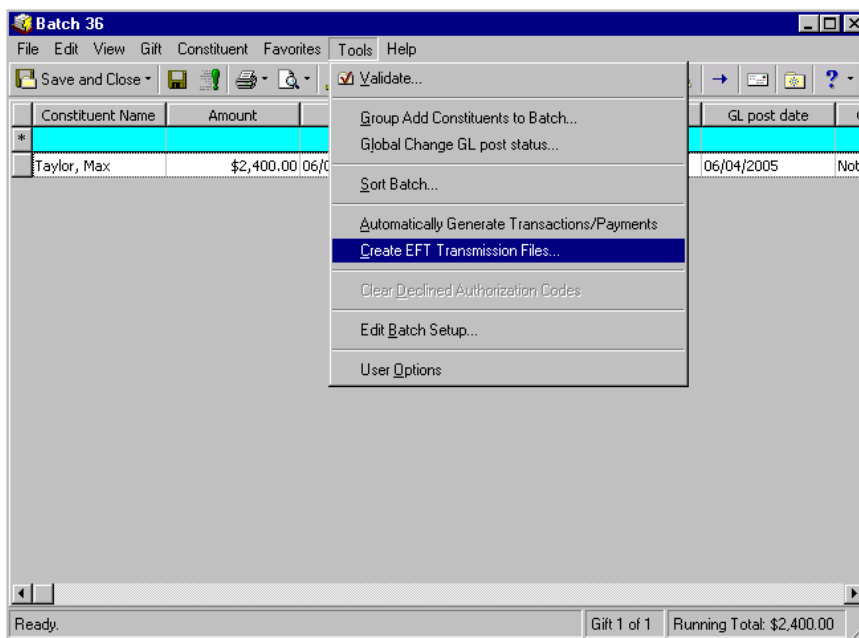 Batch 36
File Edit View Gift Constituent Favorites Tools Help
Save and Close
Validate...
Constituent Name Amount GL post date
Group Add Constituents to Batch...
Global Change GL post status...
*
Taylor, Max $2,400.00 06/0 06/04/2005 Not
Sort Batch...
Automatically Generate Transactions/Payments
Create EFT Transmission Files...
Clear Declined Authorization Codes
Edit Batch Setup...
User Options
Ready. Gift 1 of 1 Running Total: $2,400.00